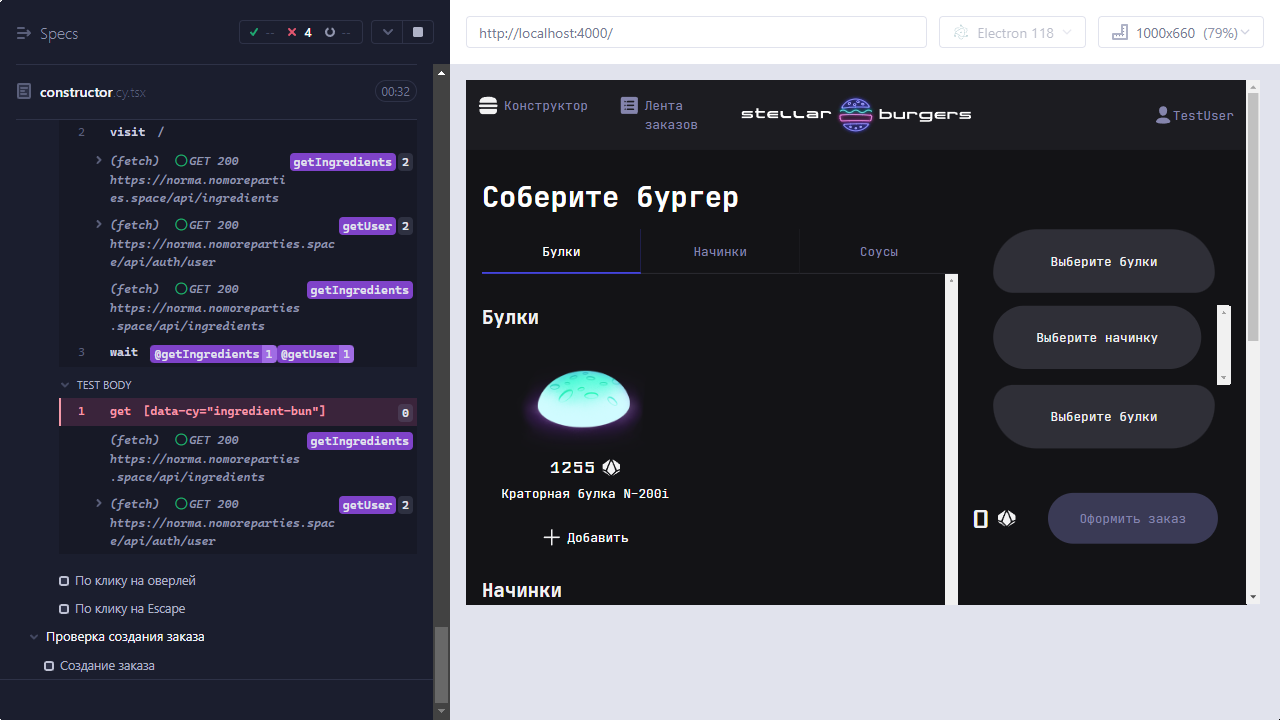 Specs
-- 4 --
constructor.cy.tsx 00:32
2 visit /
(fetch) GET 200 getIngredients 2
https://norma.nomoreparti
es.space/api/ingredients
(fetch) GET 200 getUser 2
https://norma.nomoreparties.spac
e/api/auth/user
(fetch) GET 200 getIngredients
https://norma.nomoreparties
.space/api/ingredients
3 wait @getIngredients 1 @getUser 1
TEST BODY
1 get [data-cy="ingredient-bun"] 0
(fetch) GET 200 getIngredients
https://norma.nomoreparties
.space/api/ingredients
(fetch) GET 200 getUser 2
https://norma.nomoreparties.spac
e/api/auth/user
По клику на оверлей
По клику на Escape
Проверка создания заказа
Создание заказа
http://localhost:4000/
Electron 118
1000x660 (79%)
Конструктор
Лента
заказов
stellar burgers
TestUser
Соберите бургер
Булки Начинки Соусы
Булки
1255
Краторная булка N-200i
Добавить
Начинки
Выберите булки
Выберите начинку
Выберите булки
0
Оформить заказ